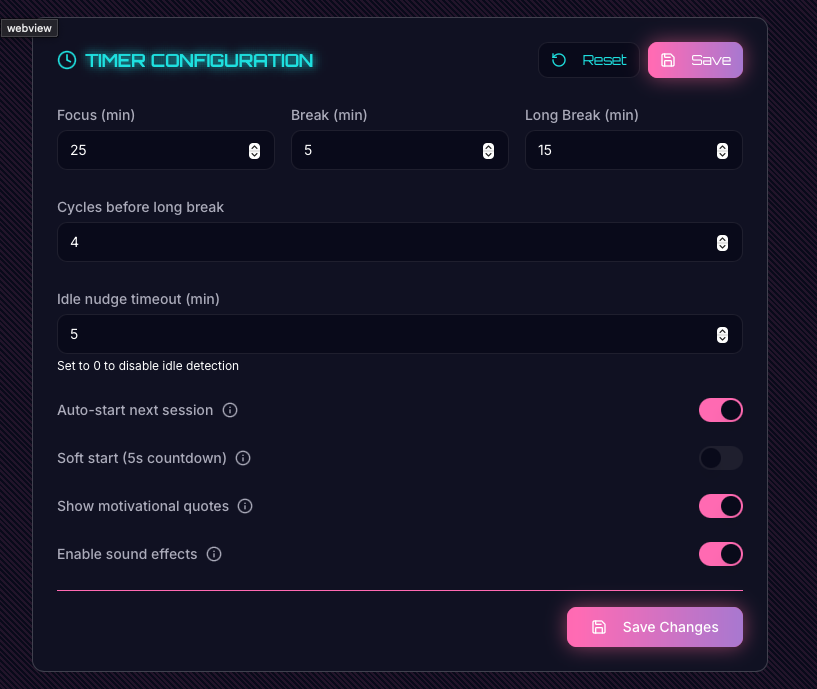 webview
TIMER CONFIGURATION
Reset
Save
Focus (min)
Break (min)
Long Break (min)
25
5
15
Cycles before long break
4
Idle nudge timeout (min)
5
Set to 0 to disable idle detection
Auto-start next session
Soft start (5s countdown)
Show motivational quotes
Enable sound effects
Save Changes